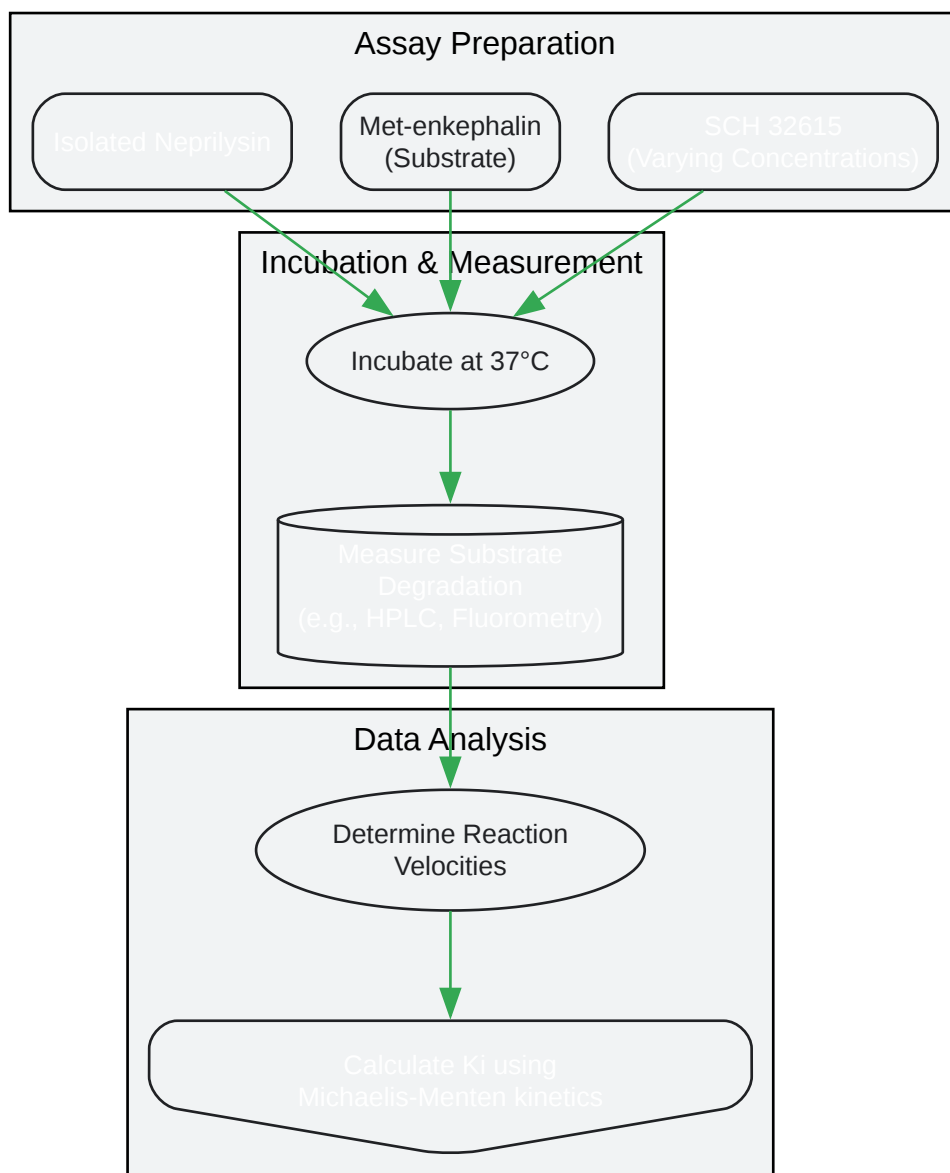 Assay Preparation
Isolated Neprilysin
Met-enkephalin
(Substrate)
SCH 32615
(Varying Concentrations)
Incubation & Measurement
Incubate at 37°C
Measure Substrate
Degradation
(e.g., HPLC, Fluorometry)
Data Analysis
Determine Reaction
Velocities
Calculate Ki using
Michaelis-Menten kinetics